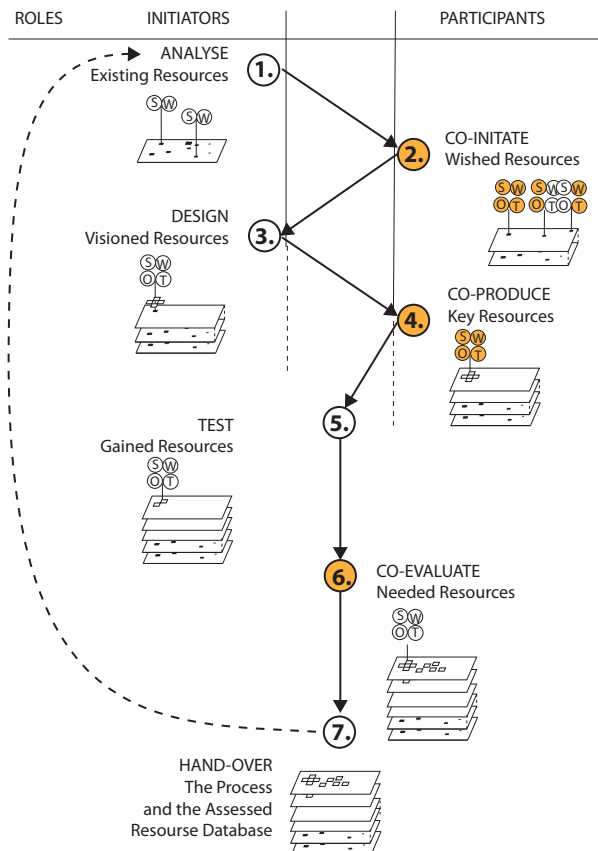 ROLES INITIATORS PARTICIPANTS
ANALYSE
Existing Resources
1.
S W
S W
2.
CO-INITATE
Wished Resources
S W S W S W
O T O T O T
DESIGN
Visioned Resources
3.
S W
O T
4.
CO-PRODUCE
Key Resources
S W
O T
5.
TEST
Gained Resources
S W
O T
6.
CO-EVALUATE
Needed Resources
S W
O T
7.
HAND-OVER
The Process
and the Assessed
Resourse Database